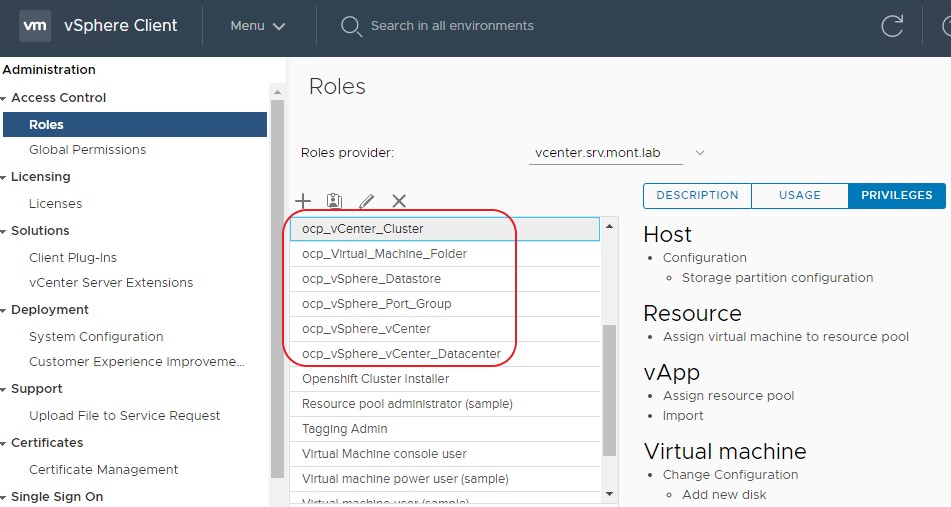 vm vSphere Client Menu Search in all environments
Administration
Access Control
Roles
Global Permissions
Licensing
Licenses
Solutions
Client Plug-Ins
vCenter Server Extensions
Deployment
System Configuration
Customer Experience Improveme...
Support
Upload File to Service Request
Certificates
Certificate Management
Single Sign On
Roles
Roles provider: vcenter.srv.mont.lab
ocp_vCenter_Cluster
ocp_Virtual_Machine_Folder
ocp_vSphere_Datastore
ocp_vSphere_Port_Group
ocp_vSphere_vCenter
ocp_vSphere_vCenter_Datacenter
Openshift Cluster Installer
Resource pool administrator (sample)
Tagging Admin
Virtual Machine console user
Virtual machine power user (sample)
Virtual machine user (sample)
DESCRIPTION USAGE PRIVILEGES
Host
Configuration
Storage partition configuration
Resource
Assign virtual machine to resource pool
vApp
Assign resource pool
Import
Virtual machine
Change Configuration
Add new disk